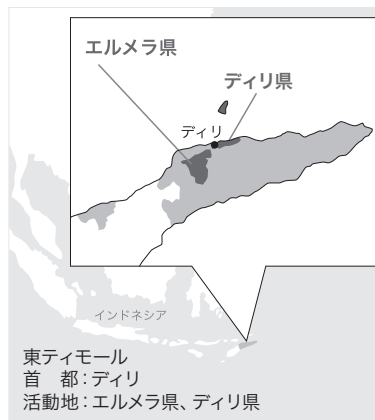 エルメラ県
ディリ県
ディリ
インドネシア
東ティモール
首　都：ディリ
活動地：エルメラ県、ディリ県